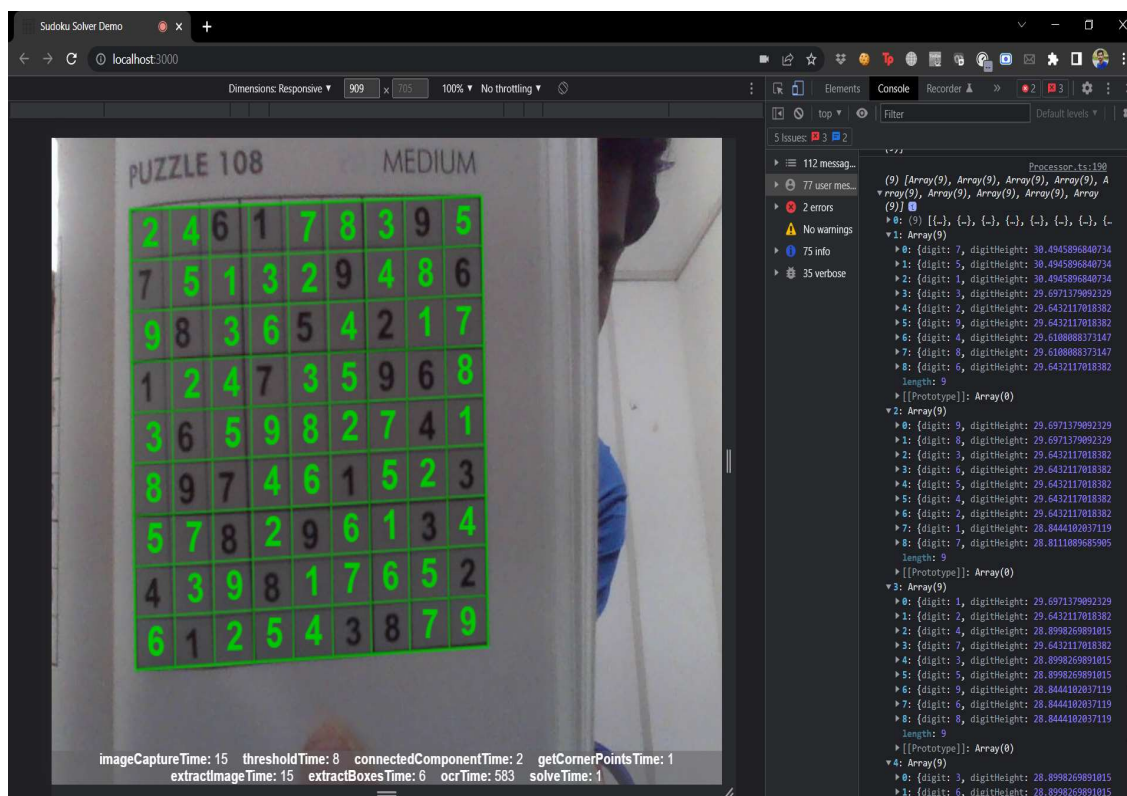 Sudoku Solver Demo
localhost:3000
Dimensions: Responsive ▼ 909 x 705 100% ▼ No throttling ▼
Elements Console Recorder » 2 3
top ▼ Filter Default levels ▼
5 Issues: 3 2
112 messag...
77 user mes...
2 errors
No warnings
75 info
35 verbose
PUZZLE 108 MEDIUM
2 4 6 1 7 8 3 9 5
7 5 1 3 2 9 4 8 6
9 8 3 6 5 4 2 1 7
1 2 4 7 3 5 9 6 8
3 6 5 9 8 2 7 4 1
8 9 7 4 6 1 5 2 3
5 7 8 2 9 6 1 3 4
4 3 9 8 1 7 6 5 2
6 1 2 5 4 3 8 7 9
imageCaptureTime: 15 thresholdTime: 8 connectedComponentTime: 2 getCornerPointsTime: 1
extractImageTime: 15 extractBoxesTime: 6 ocrTime: 583 solveTime: 1
Processor.ts:190
(9) [Array(9), Array(9), Array(9), Array(9), A
▼rray(9), Array(9), Array(9), Array(9), Array
(9)]
▶0: (9) [{…}, {…}, {…}, {…}, {…}, {…}, {…}, {…
▼1: Array(9)
▶0: {digit: 7, digitHeight: 30.4945896840734
▶1: {digit: 5, digitHeight: 30.4945896840734
▶2: {digit: 1, digitHeight: 30.4945896840734
▶3: {digit: 3, digitHeight: 29.6971379092329
▶4: {digit: 2, digitHeight: 29.6432117018382
▶5: {digit: 9, digitHeight: 29.6432117018382
▶6: {digit: 4, digitHeight: 29.6108088373147
▶7: {digit: 8, digitHeight: 29.6108088373147
▶8: {digit: 6, digitHeight: 29.6432117018382
length: 9
▶[[Prototype]]: Array(0)
▼2: Array(9)
▶0: {digit: 9, digitHeight: 29.6971379092329
▶1: {digit: 8, digitHeight: 29.6971379092329
▶2: {digit: 3, digitHeight: 29.6432117018382
▶3: {digit: 6, digitHeight: 29.6432117018382
▶4: {digit: 5, digitHeight: 29.6432117018382
▶5: {digit: 4, digitHeight: 29.6432117018382
▶6: {digit: 2, digitHeight: 29.6432117018382
▶7: {digit: 1, digitHeight: 28.8444102037119
▶8: {digit: 7, digitHeight: 28.8111089685905
length: 9
▶[[Prototype]]: Array(0)
▼3: Array(9)
▶0: {digit: 1, digitHeight: 29.6971379092329
▶1: {digit: 2, digitHeight: 29.6432117018382
▶2: {digit: 4, digitHeight: 28.8998269891015
▶3: {digit: 7, digitHeight: 29.6432117018382
▶4: {digit: 3, digitHeight: 28.8998269891015
▶5: {digit: 5, digitHeight: 28.8998269891015
▶6: {digit: 9, digitHeight: 28.8444102037119
▶7: {digit: 6, digitHeight: 28.8444102037119
▶8: {digit: 8, digitHeight: 28.8444102037119
length: 9
▶[[Prototype]]: Array(0)
▼4: Array(9)
▶0: {digit: 3, digitHeight: 28.8998269891015
▶1: {digit: 6, digitHeight: 28.8998269891015